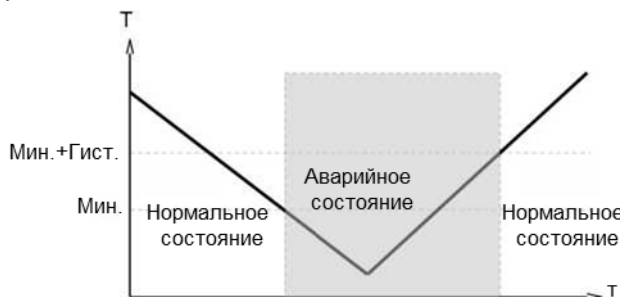 T
Мин.+Гист.
Аварийное
состояние
Мин.
Нормальное
состояние
Нормальное
состояние
T